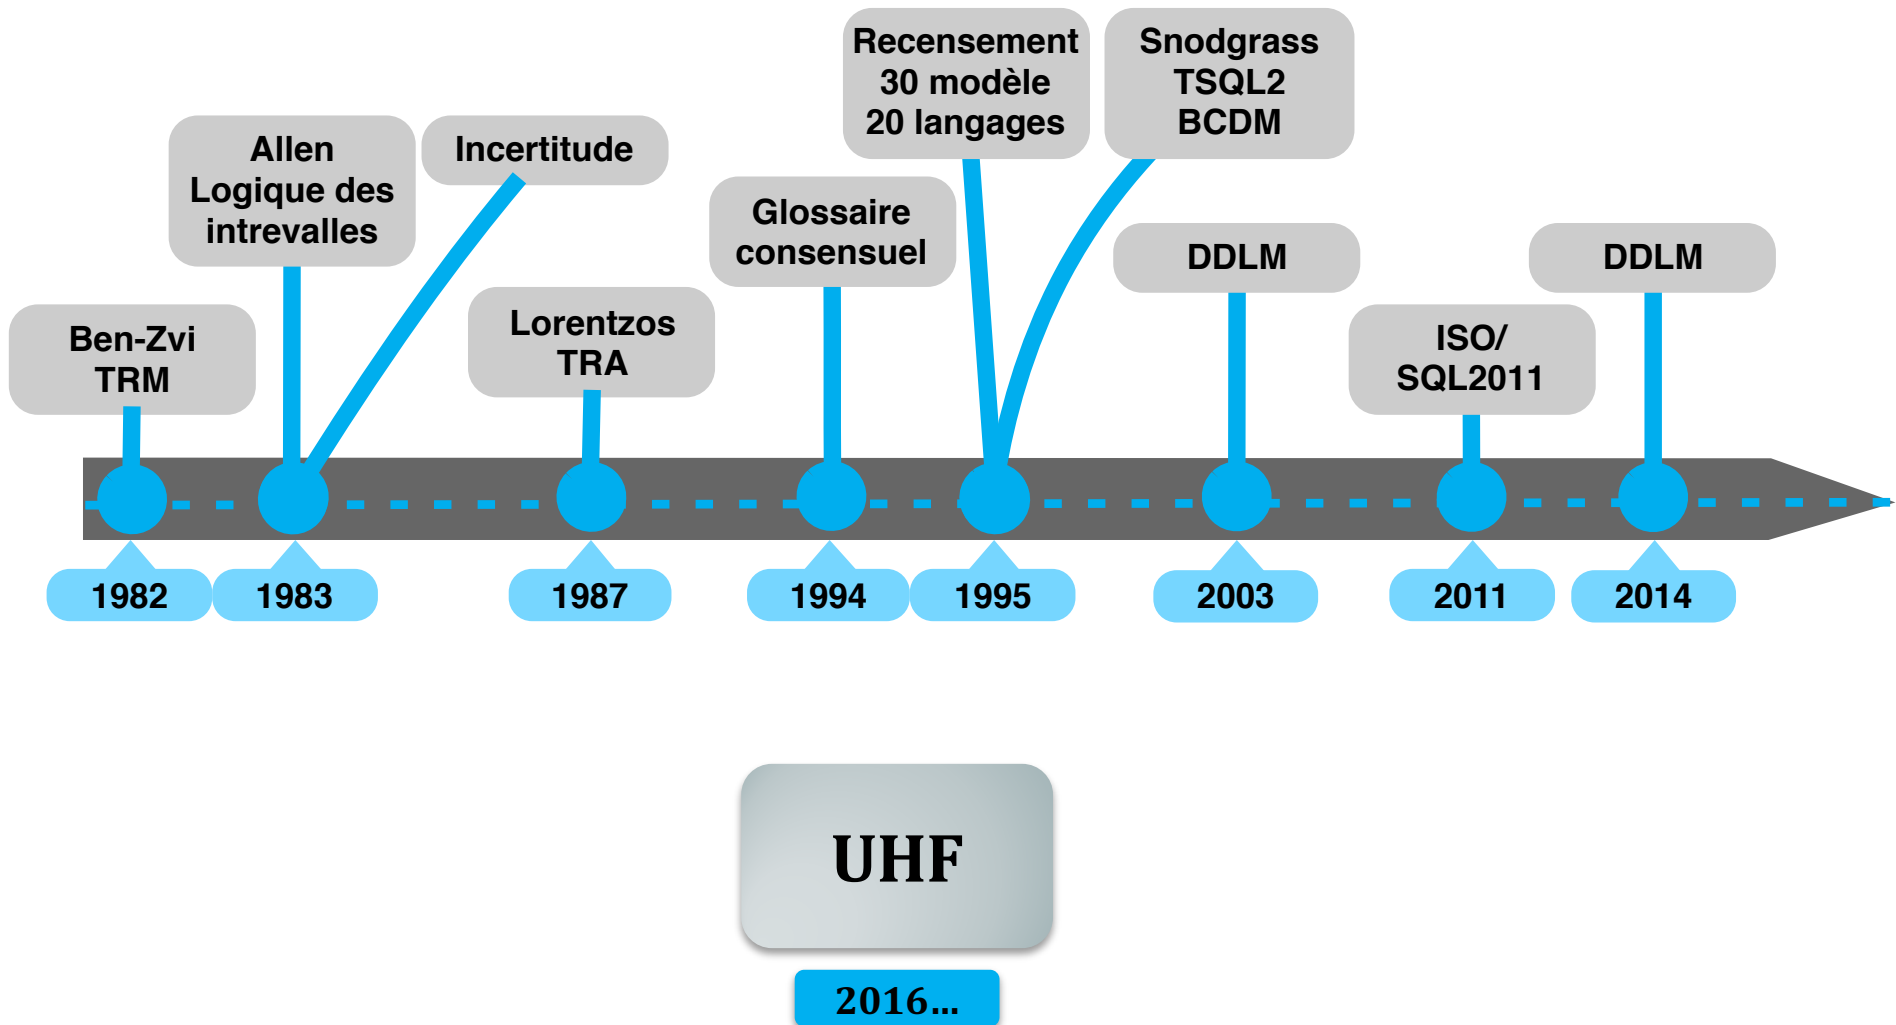 Recensement
30 modèle
20 langages
Snodgrass
TSQL2
BCDM
Allen
Logique des
intrevalles
Incertitude
Glossaire
consensuel
DDLM
DDLM
Ben-Zvi
TRM
Lorentzos
TRA
ISO/
SQL2011
1982
1983
1987
1994
1995
2003
2011
2014
UHF
2016...